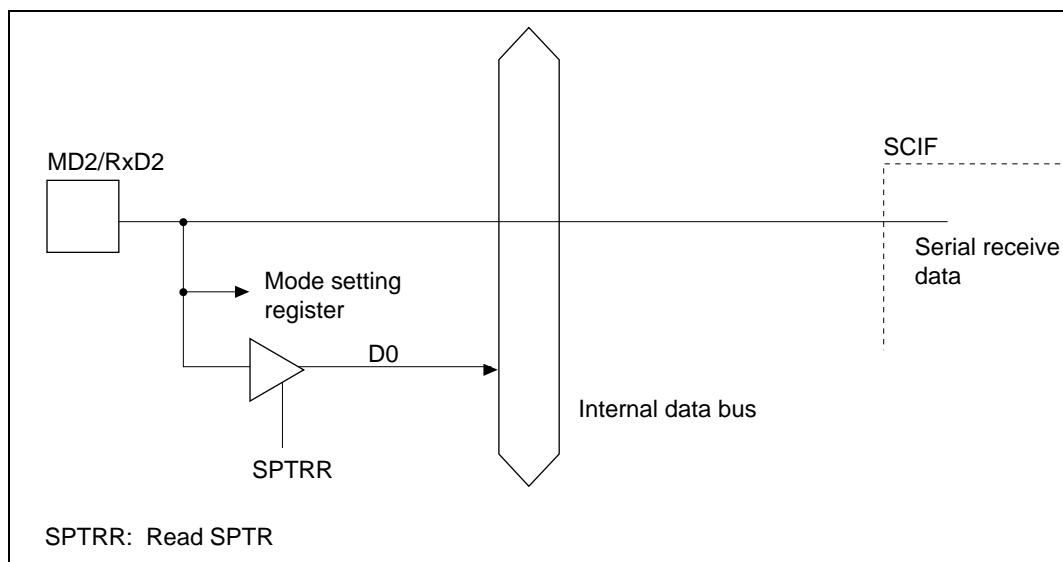 MD2/RxD2
SCIF
Serial receive
data
Mode setting
register
D0
Internal data bus
SPTRR
SPTRR: Read SPTR